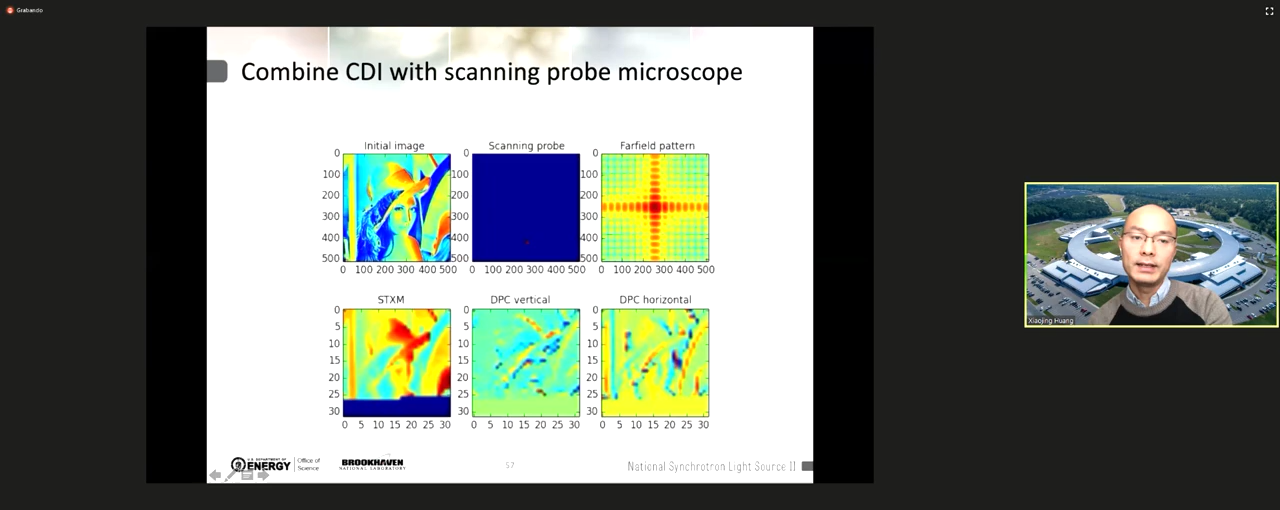 Grabando
Combine CDI with scanning probe microscope
Initial image
Scanning probe
Farfield pattern
0
100
200
300
400
500
0 100 200 300 400 500
0
100
200
300
400
500
0 100 200 300 400 500
0
100
200
300
400
500
0 100 200 300 400 500
STXM
DPC vertical
DPC horizontal
0
5
10
15
20
25
30
0 5 10 15 20 25 30
0
5
10
15
20
25
30
0 5 10 15 20 25 30
0
5
10
15
20
25
30
0 5 10 15 20 25 30
U.S. DEPARTMENT OF
ENERGY
Office of
Science
BROOKHAVEN
NATIONAL LABORATORY
57
National Synchrotron Light Source II
Xiaojing Huang